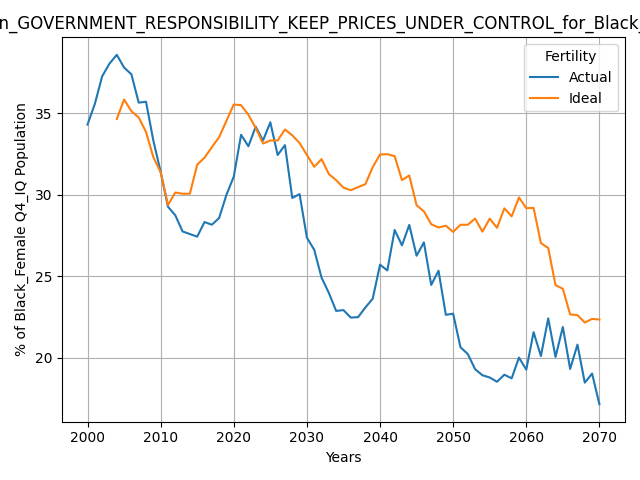 n_GOVERNMENT_RESPONSIBILITY_KEEP_PRICES_UNDER_CONTROL_for_Black_
Fertility
Actual
Ideal
% of Black_Female Q4_IQ Population
35
30
25
20
2000 2010 2020 2030 2040 2050 2060 2070
Years